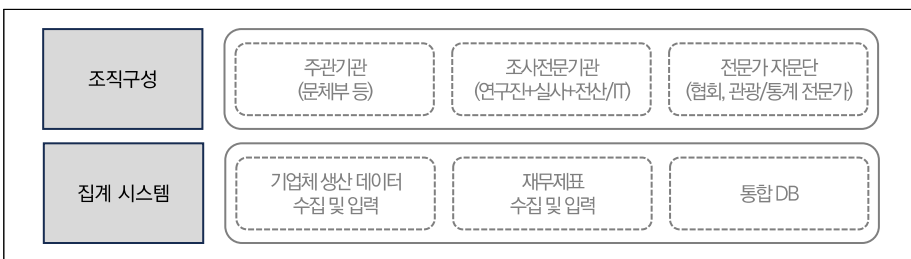 조직구성
주관기관
(문체부 등)
조사전문기관
(연구진+실사+전산/IT)
전문가 자문단
(협회, 관광/통계 전문가)
집계 시스템
기업체 생산 데이터
수집 및 입력
재무제표
수집 및 입력
통합 DB